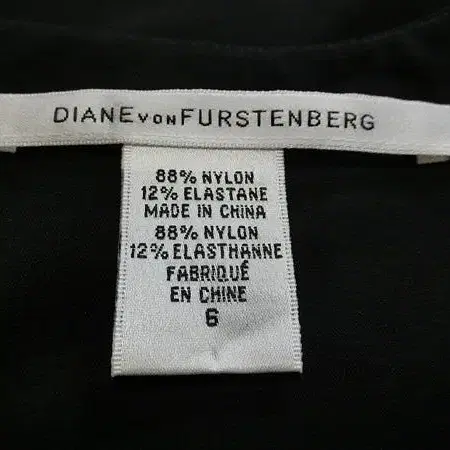 DIANE VON FURSTENBERG
88% NYLON
12% ELASTANE
MADE IN CHINA
88% NYLON
12% ELASTHANNE
FABRIQUÉ
EN CHINE
6